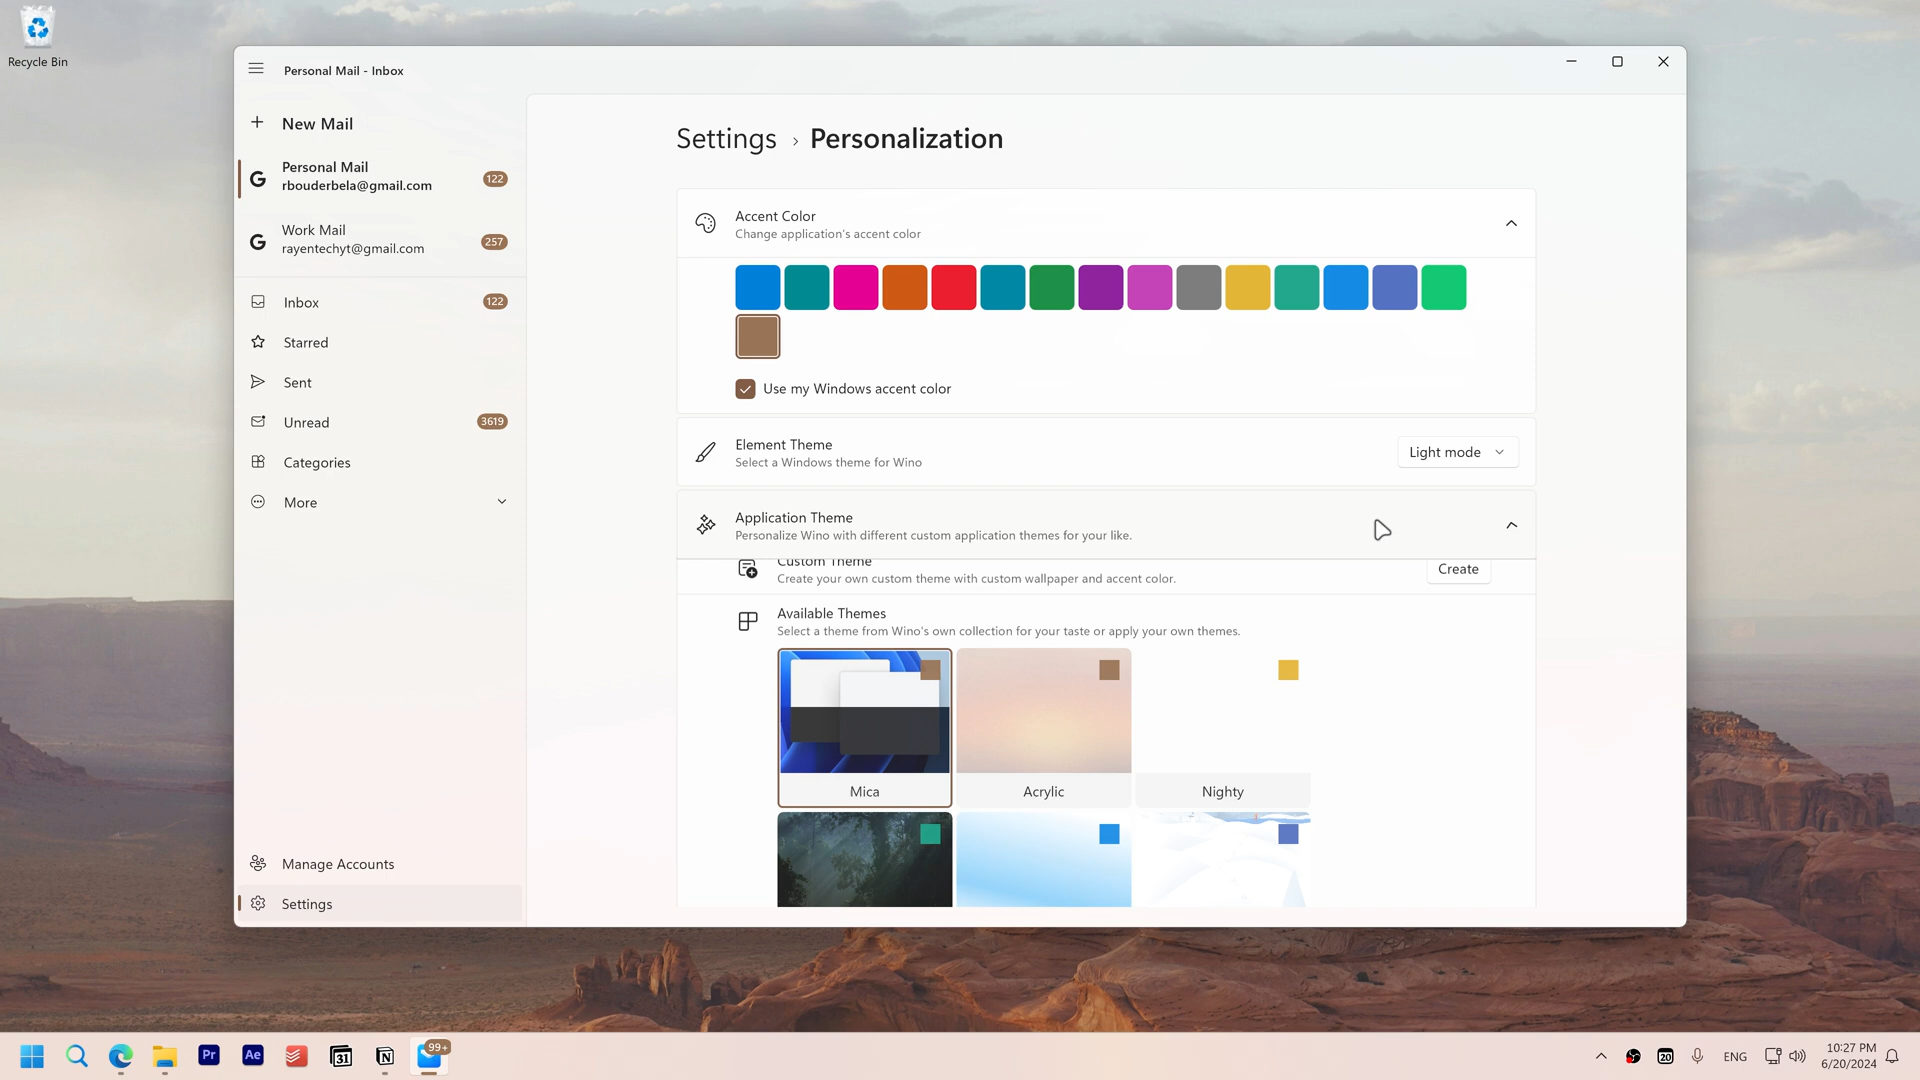 Recycle Bin
Personal Mail - Inbox
New Mail
Personal Mail
rbouderbela@gmail.com
122
Work Mail
rayentechyt@gmail.com
257
Inbox
122
Starred
Sent
Unread
3619
Categories
More
Manage Accounts
Settings
Settings › Personalization
Accent Color
Change application's accent color
Use my Windows accent color
Element Theme
Select a Windows theme for Wino
Light mode
Application Theme
Personalize Wino with different custom application themes for your like.
Custom Theme
Create your own custom theme with custom wallpaper and accent color.
Create
Available Themes
Select a theme from Wino's own collection for your taste or apply your own themes.
Mica
Acrylic
Nighty
Pr
Ae
31
N
99+
20
ENG
10:27 PM
6/20/2024